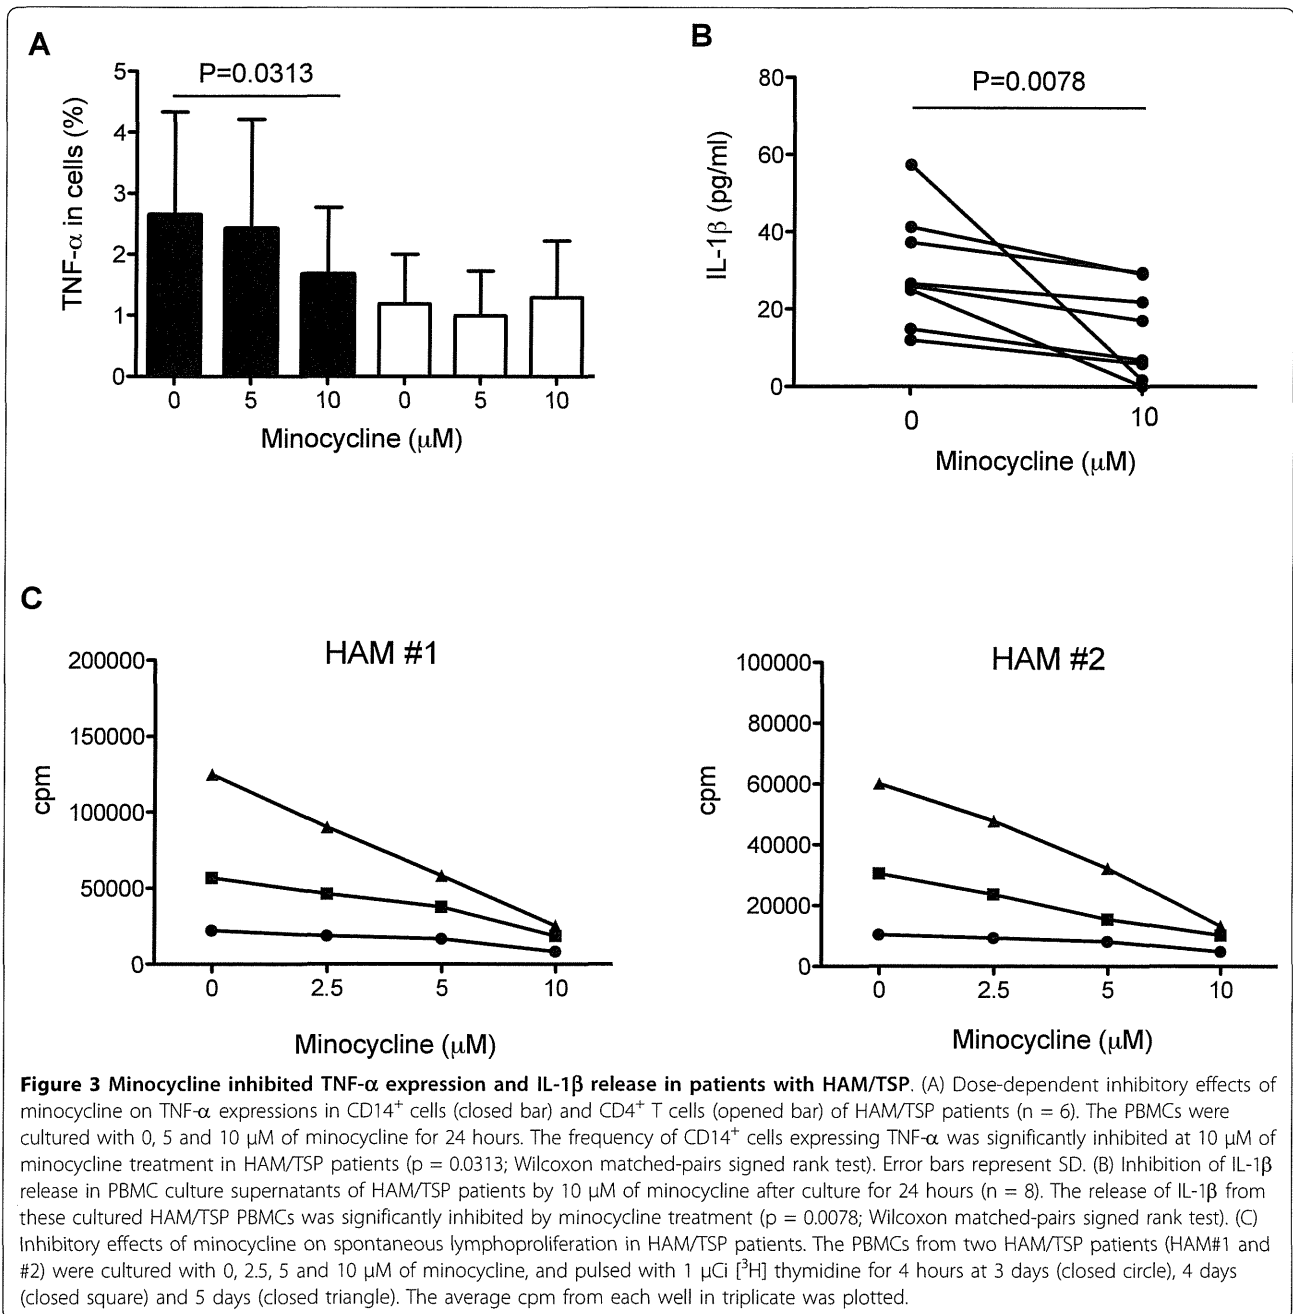 A
P=0.0313
5
4
3
2
1
0
TNF-α in cells (%)
0 5 10 0 5 10
Minocycline (μM)
B
P=0.0078
80
60
40
20
0
IL-1β (pg/ml)
0 10
Minocycline (μM)
C
HAM #1
200000
150000
100000
50000
0
cpm
0 2.5 5 10
Minocycline (μM)
HAM #2
100000
80000
60000
40000
20000
0
cpm
0 2.5 5 10
Minocycline (μM)
Figure 3 Minocycline inhibited TNF-α expression and IL-1β release in patients with HAM/TSP. (A) Dose-dependent inhibitory effects of
minocycline on TNF-α expressions in CD14⁺ cells (closed bar) and CD4⁺ T cells (opened bar) of HAM/TSP patients (n = 6). The PBMCs were
cultured with 0, 5 and 10 μM of minocycline for 24 hours. The frequency of CD14⁺ cells expressing TNF-α was significantly inhibited at 10 μM of
minocycline treatment in HAM/TSP patients (p = 0.0313; Wilcoxon matched-pairs signed rank test). Error bars represent SD. (B) Inhibition of IL-1β
release in PBMC culture supernatants of HAM/TSP patients by 10 μM of minocycline after culture for 24 hours (n = 8). The release of IL-1β from
these cultured HAM/TSP PBMCs was significantly inhibited by minocycline treatment (p = 0.0078; Wilcoxon matched-pairs signed rank test). (C)
Inhibitory effects of minocycline on spontaneous lymphoproliferation in HAM/TSP patients. The PBMCs from two HAM/TSP patients (HAM#1 and
#2) were cultured with 0, 2.5, 5 and 10 μM of minocycline, and pulsed with 1 μCi [³H] thymidine for 4 hours at 3 days (closed circle), 4 days
(closed square) and 5 days (closed triangle). The average cpm from each well in triplicate was plotted.